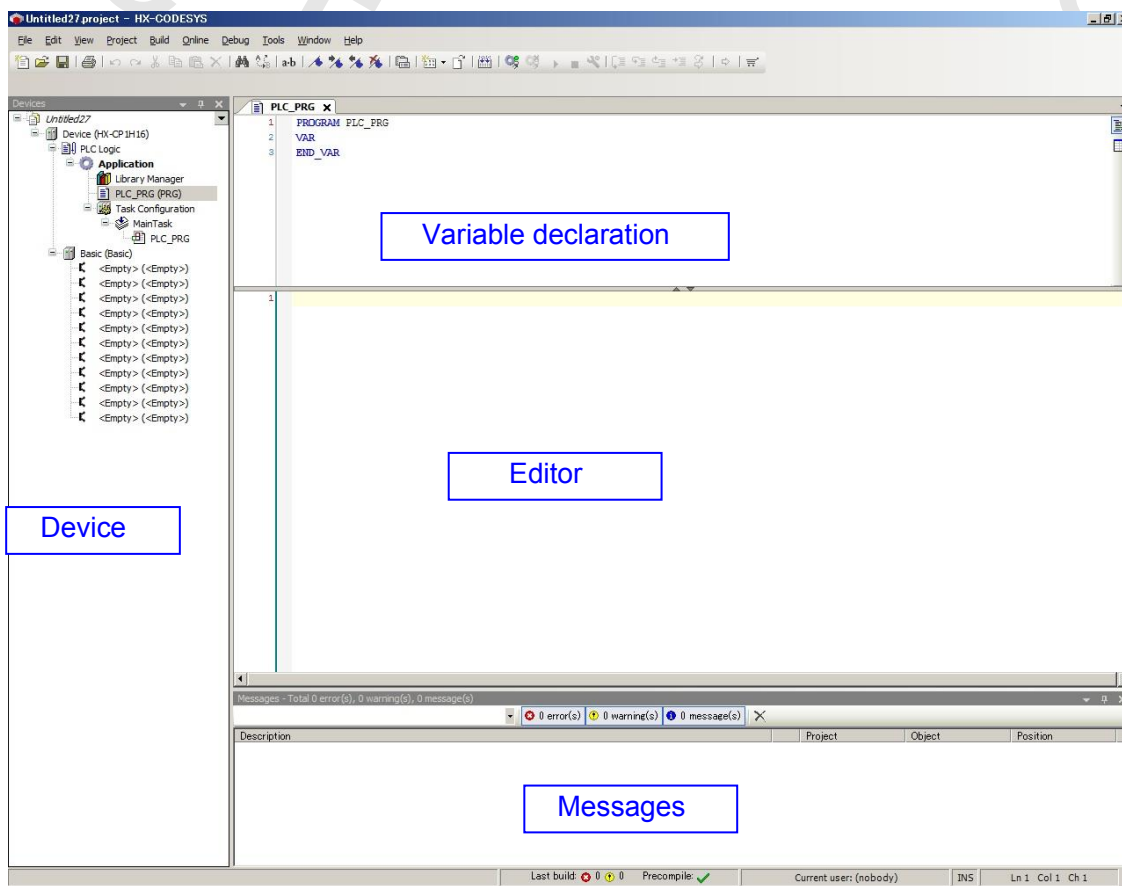 Untitled27.project - HX-CODESYS
File Edit View Project Build Online Debug Tools Window Help
Devices
Untitled27
Device (HX-CP1H16)
PLC Logic
Application
Library Manager
PLC_PRG (PRG)
Task Configuration
MainTask
PLC_PRG
Basic (Basic)
<Empty> (<Empty>)
<Empty> (<Empty>)
<Empty> (<Empty>)
<Empty> (<Empty>)
<Empty> (<Empty>)
<Empty> (<Empty>)
<Empty> (<Empty>)
<Empty> (<Empty>)
<Empty> (<Empty>)
<Empty> (<Empty>)
<Empty> (<Empty>)
Device
PLC_PRG X
1 PROGRAM PLC_PRG
2 VAR
3 END_VAR
Variable declaration
1
Editor
Messages - Total 0 error(s), 0 warning(s), 0 message(s)
0 error(s) 0 warning(s) 0 message(s)
Description Project Object Position
Messages
Last build: 0 0 Precompile: Current user: (nobody) INS Ln 1 Col 1 Ch 1